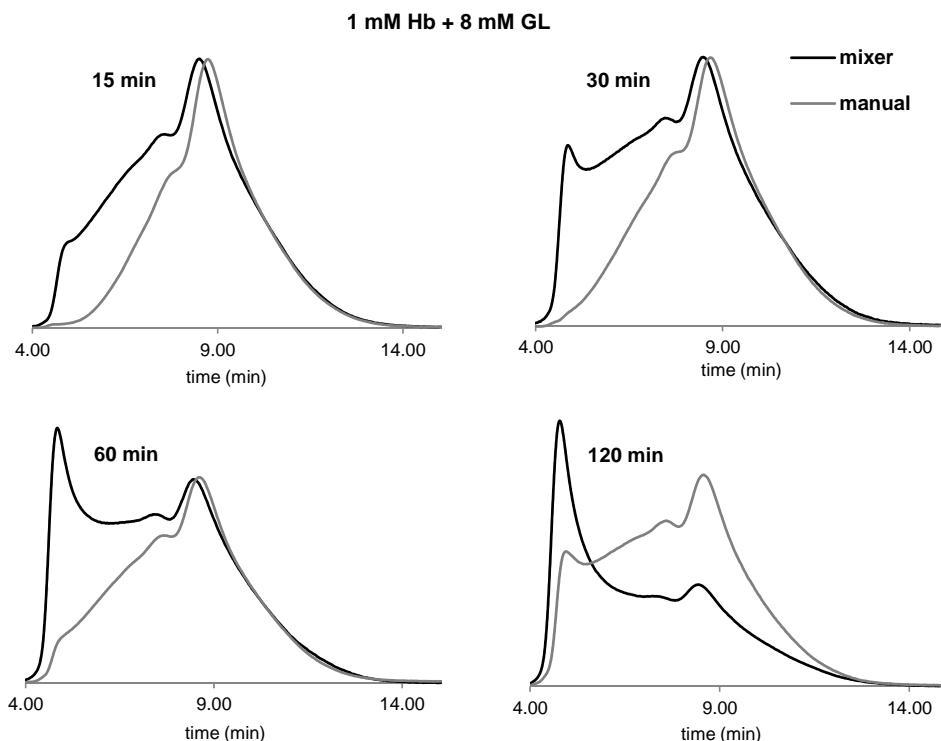 1 mM Hb + 8 mM GL
15 min
4.00 9.00 14.00
time (min)
30 min
mixer
manual
4.00 9.00 14.00
time (min)
60 min
4.00 9.00 14.00
time (min)
120 min
4.00 9.00 14.00
time (min)